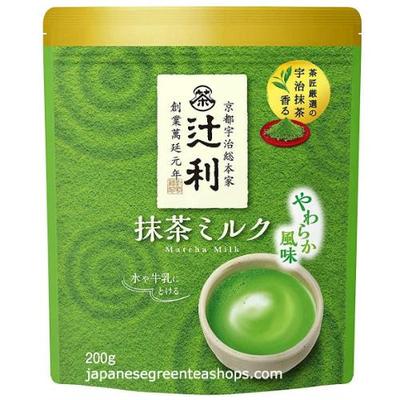 茶
京都宇治総本家
辻利
創業萬延元年
茶匠厳選の
宇治抹茶
香る
抹茶ミルク
Matcha Milk
やわらか
風味
水や牛乳に
とける
200g
japanesegreenteashops.com